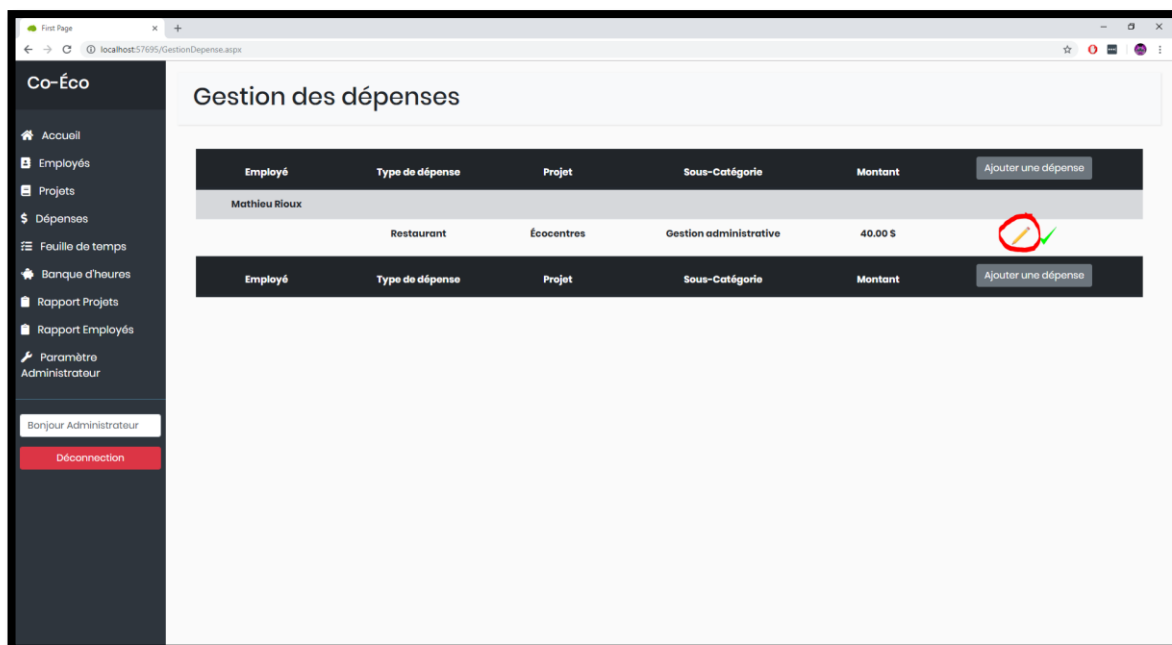 First Page
localhost:57695/GestionDepense.aspx
Co-Éco
Gestion des dépenses
Accueil
Employés
Projets
$ Dépenses
Feuille de temps
Banque d'heures
Rapport Projets
Rapport Employés
Paramètre
Administrateur
Bonjour Administrateur
Déconnection
Employé Type de dépense Projet Sous-Catégorie Montant Ajouter une dépense
Mathieu Rioux
Restaurant Écocentres Gestion administrative 40.00 $
Employé Type de dépense Projet Sous-Catégorie Montant Ajouter une dépense